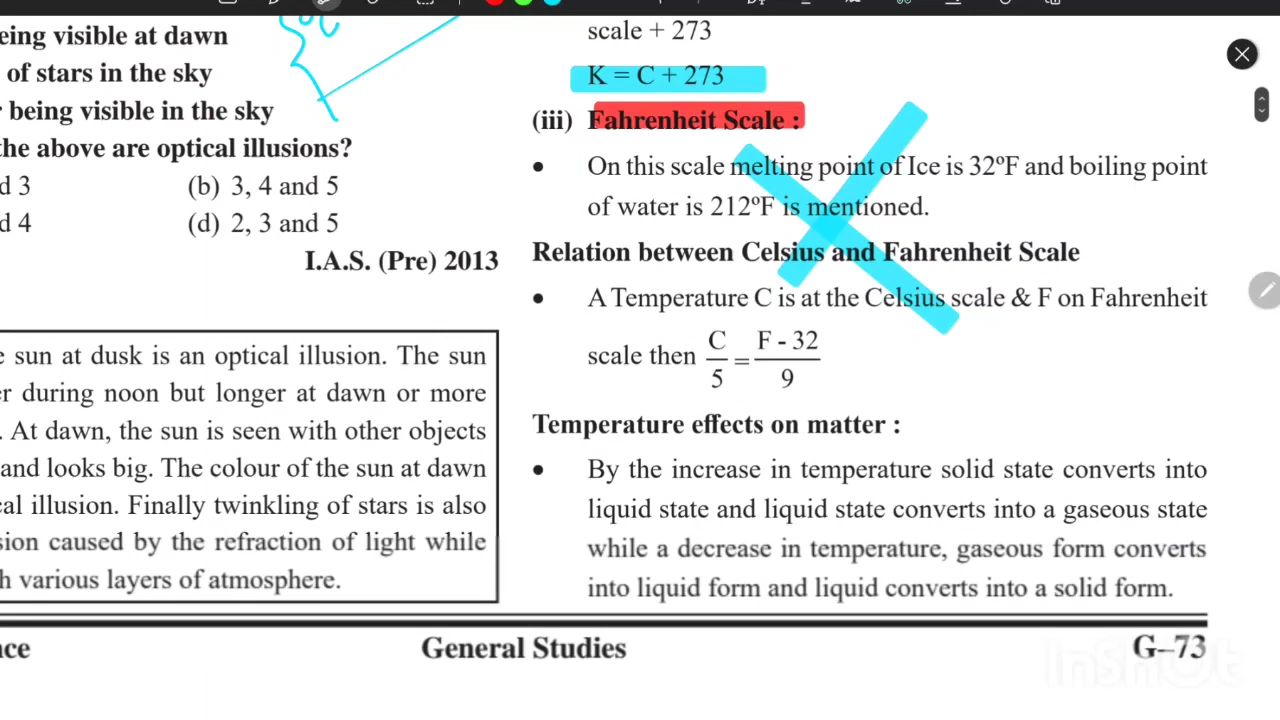 eing visible at dawn
of stars in the sky
being visible in the sky
he above are optical illusions?
d 3 (b) 3, 4 and 5
d 4 (d) 2, 3 and 5
I.A.S. (Pre) 2013
e sun at dusk is an optical illusion. The sun
er during noon but longer at dawn or more
. At dawn, the sun is seen with other objects
and looks big. The colour of the sun at dawn
cal illusion. Finally twinkling of stars is also
sion caused by the refraction of light while
h various layers of atmosphere.
scale + 273
K = C + 273
(iii) Fahrenheit Scale :
• On this scale melting point of Ice is 32ºF and boiling point
of water is 212ºF is mentioned.
Relation between Celsius and Fahrenheit Scale
• A Temperature C is at the Celsius scale & F on Fahrenheit
scale then C/5 = F - 32/9
Temperature effects on matter :
• By the increase in temperature solid state converts into
liquid state and liquid state converts into a gaseous state
while a decrease in temperature, gaseous form converts
into liquid form and liquid converts into a solid form.
nce General Studies G–73
InShOt